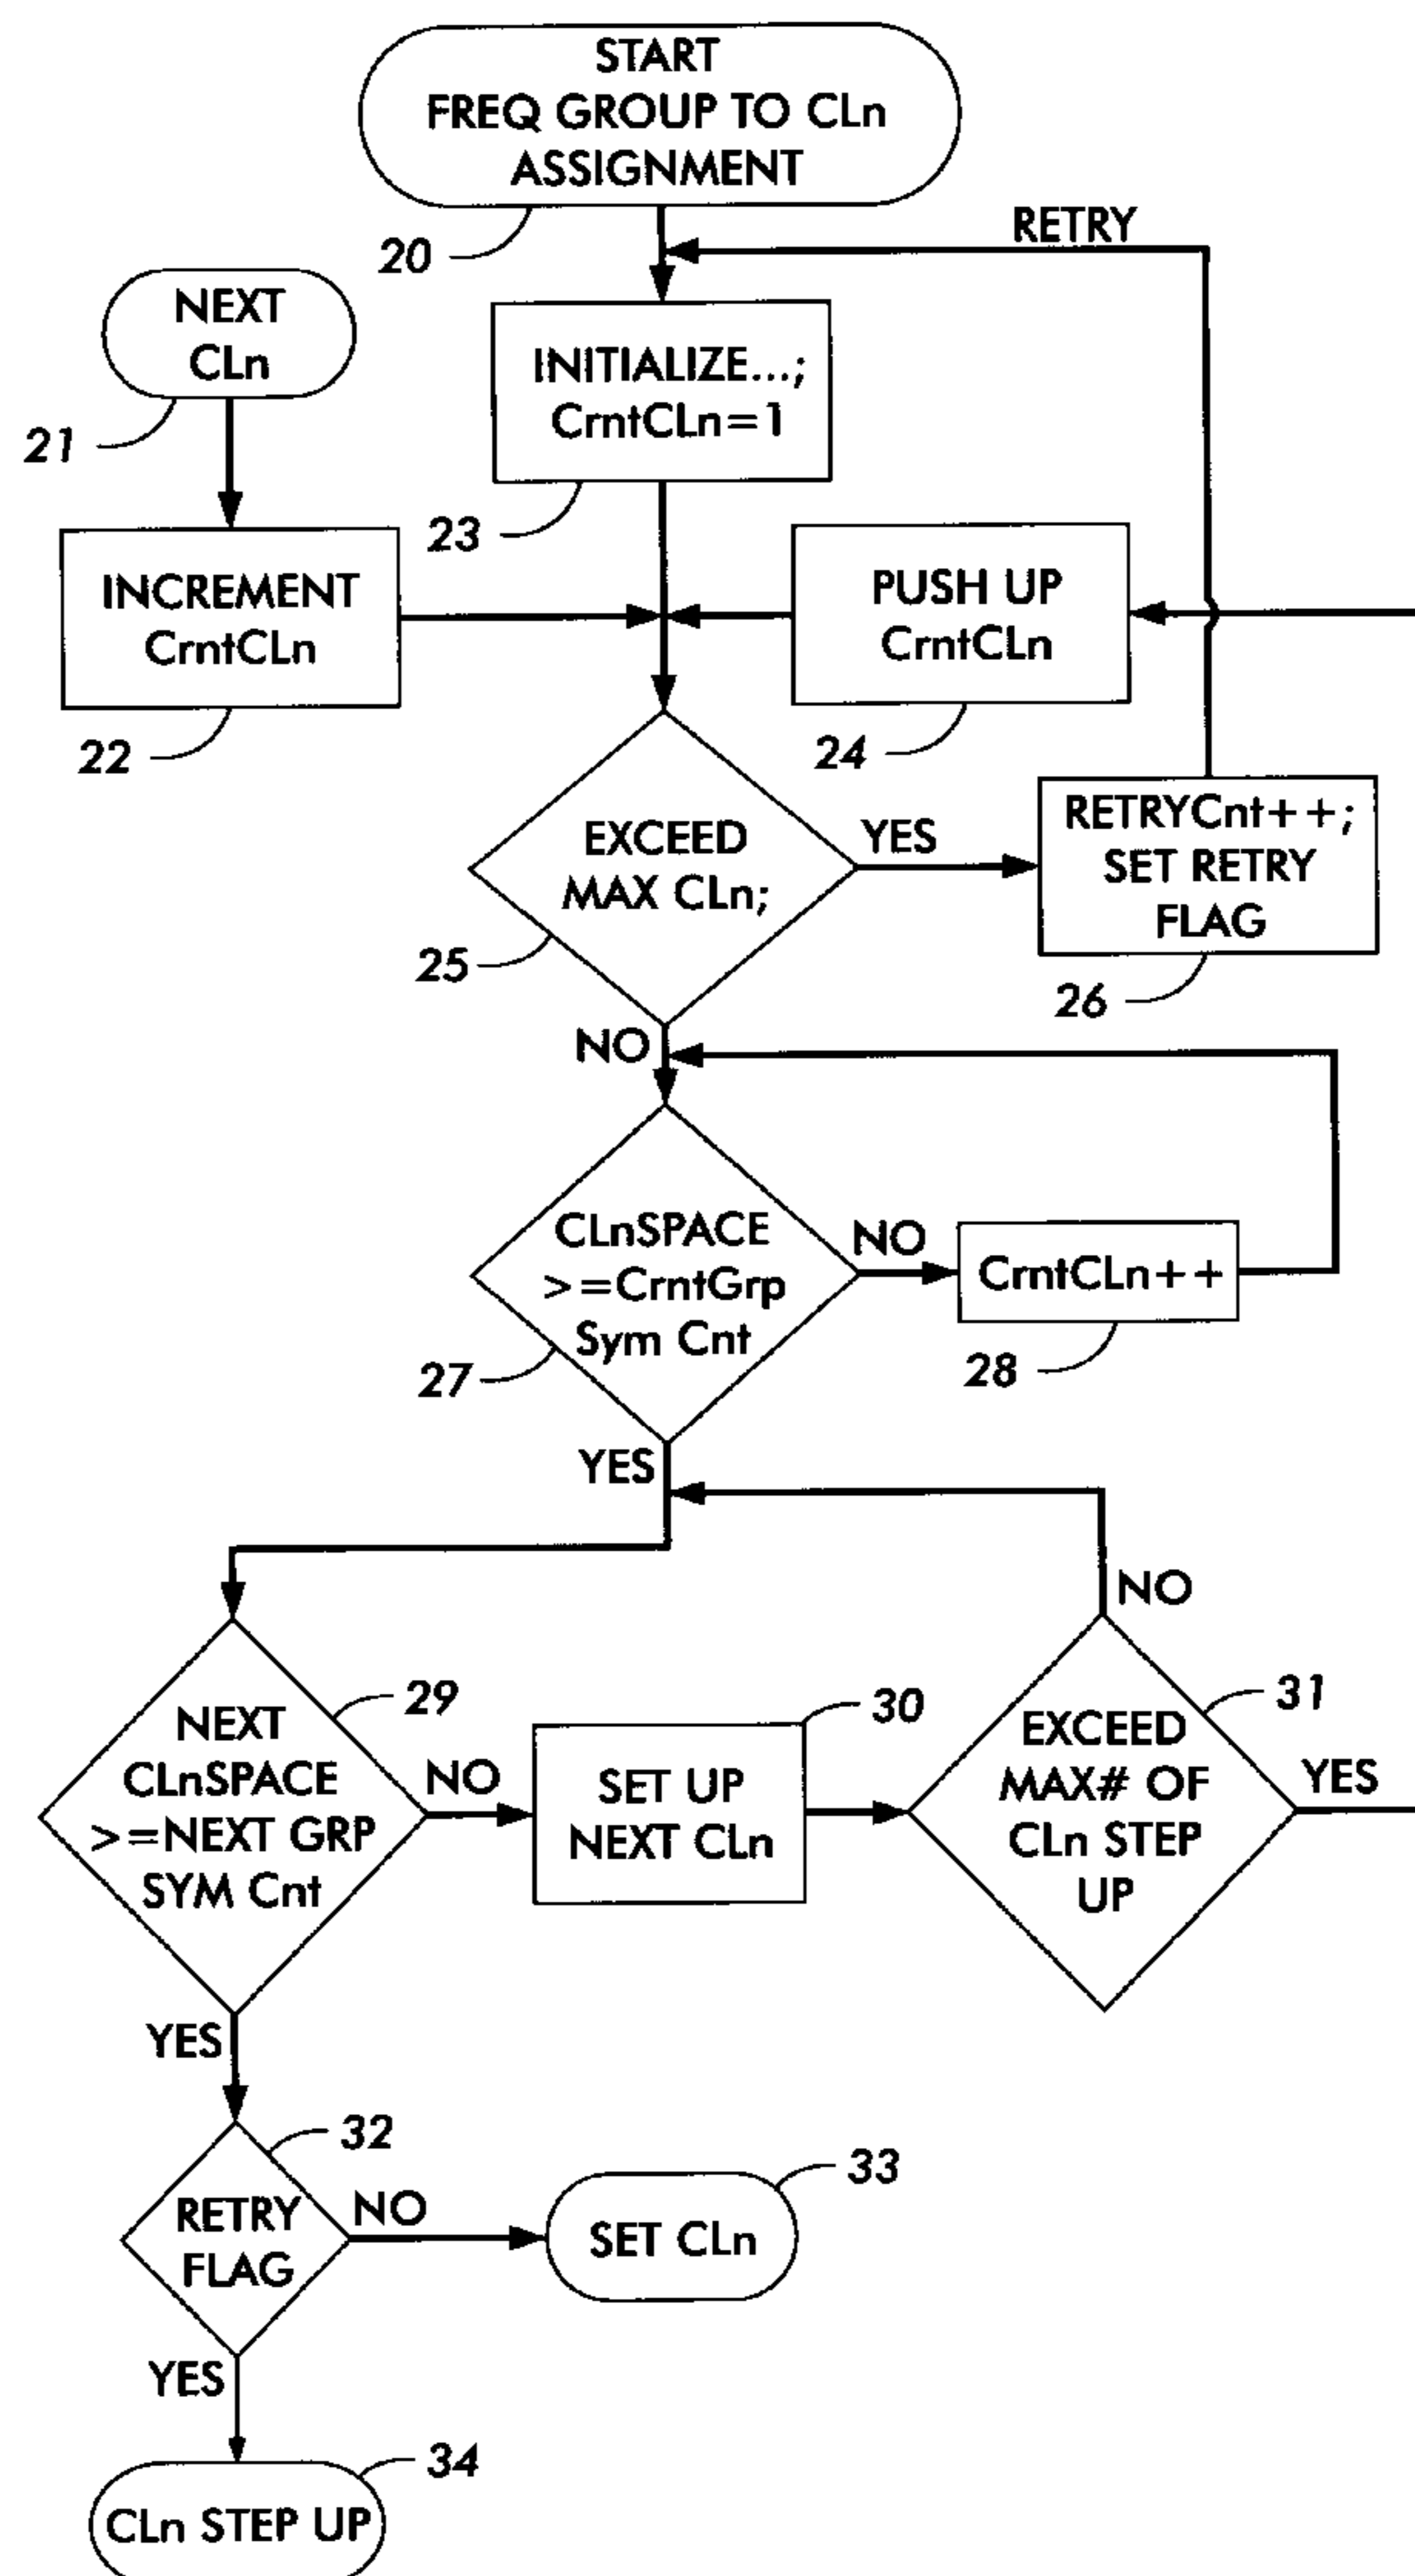 START
FREQ GROUP TO CLn
ASSIGNMENT
20
RETRY
NEXT
CLn
21
INITIALIZE...;
CrntCLn=1
23
INCREMENT
CrntCLn
22
PUSH UP
CrntCLn
24
EXCEED
MAX CLn;
25
YES
RETRYCnt++;
SET RETRY
FLAG
26
NO
CLnSPACE
>=CrntGrp
Sym Cnt
27
NO
CrntCLn++
28
YES
NO
NEXT
CLnSPACE
>=NEXT GRP
SYM Cnt
29
NO
SET UP
NEXT CLn
30
EXCEED
MAX# OF
CLn STEP
UP
31
YES
YES
RETRY
FLAG
32
NO
SET CLn
33
YES
CLn STEP UP
34